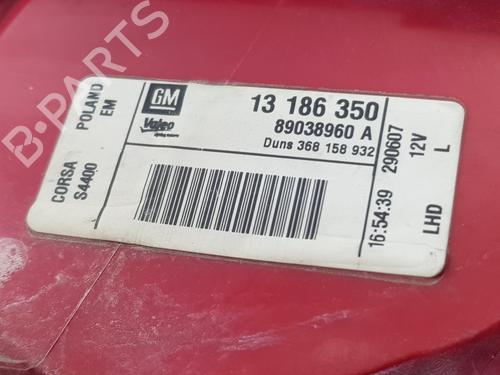 GM
13 186 350
Valeo
89038960 A
Duns 368 158 932
CORSA POLAND
S4400 EM
16:54:39 290607
LHD 12V L
B-PARTS